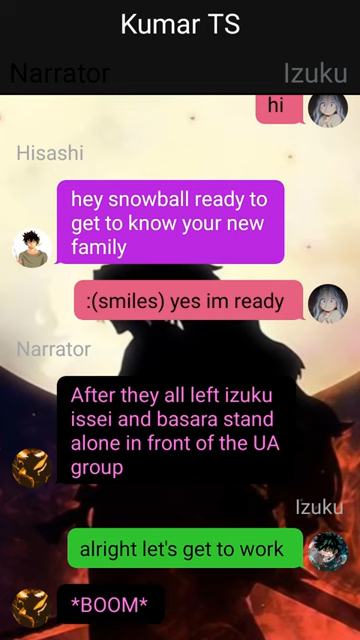 Kumar TS
Narrator
Izuku
hi
Hisashi
hey snowball ready to
get to know your new
family
:(smiles) yes im ready
Narrator
After they all left izuku
issei and basara stand
alone in front of the UA
group
Izuku
alright let's get to work
*BOOM*